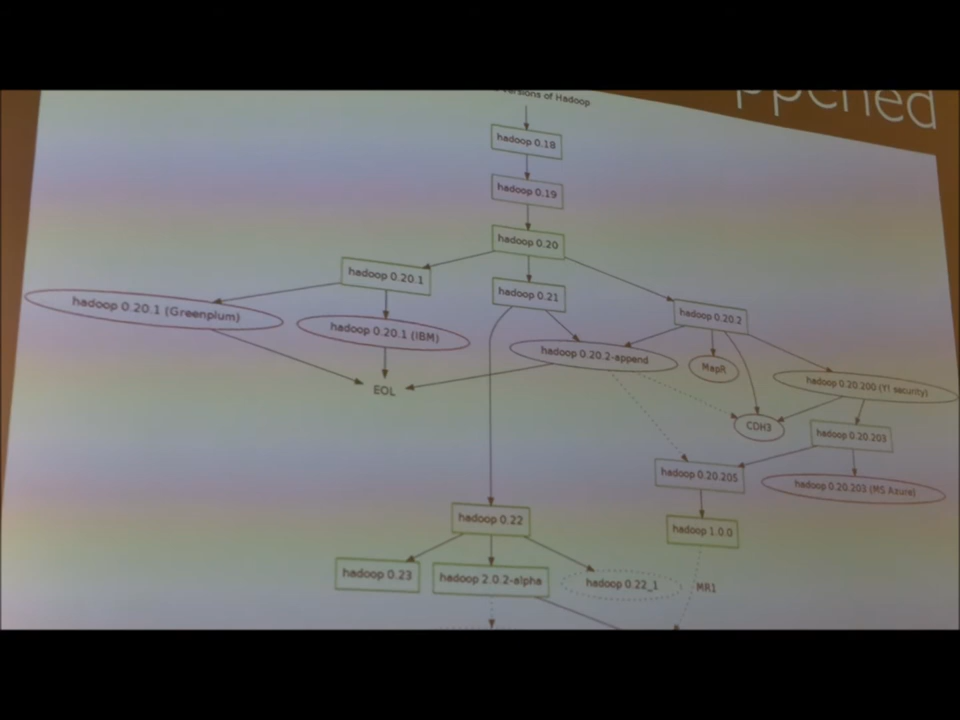 ppened
ersions of Hadoop
hadoop 0.18
hadoop 0.19
hadoop 0.20
hadoop 0.20.1
hadoop 0.21
hadoop 0.20.2
hadoop 0.20.1 (Greenplum)
hadoop 0.20.1 (IBM)
hadoop 0.20.2-append
MapR
hadoop 0.20.200 (Y! security)
EOL
CDH3
hadoop 0.20.203
hadoop 0.20.205
hadoop 0.20.203 (MS Azure)
hadoop 0.22
hadoop 1.0.0
hadoop 0.23
hadoop 2.0.2-alpha
hadoop 0.22_1
MR1